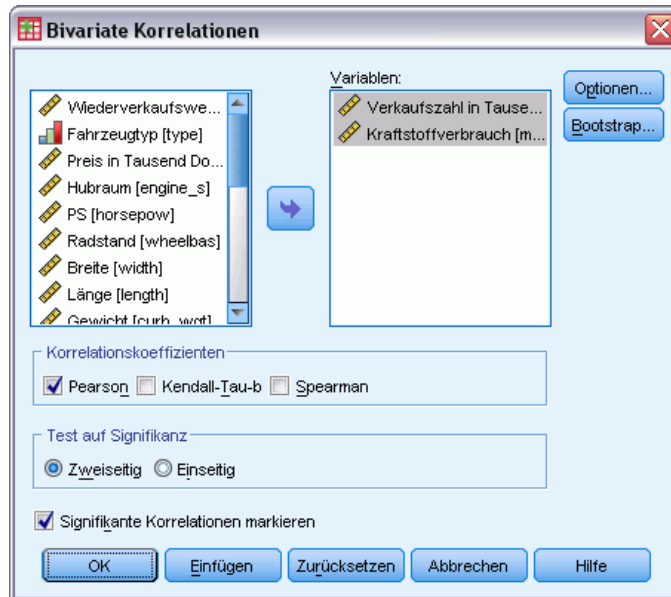 Bivariate Korrelationen
Wiederverkaufswe...
Fahrzeugtyp [type]
Preis in Tausend Do...
Hubraum [engine_s]
PS [horsepow]
Radstand [wheelbas]
Breite [width]
Länge [length]
Gewicht [curb_wgt]
Variablen:
Verkaufszahl in Tause...
Kraftstoffverbrauch [m...
Optionen...
Bootstrap...
Korrelationskoeffizienten
Pearson Kendall-Tau-b Spearman
Test auf Signifikanz
Zweiseitig Einseitig
Signifikante Korrelationen markieren
OK Einfügen Zurücksetzen Abbrechen Hilfe